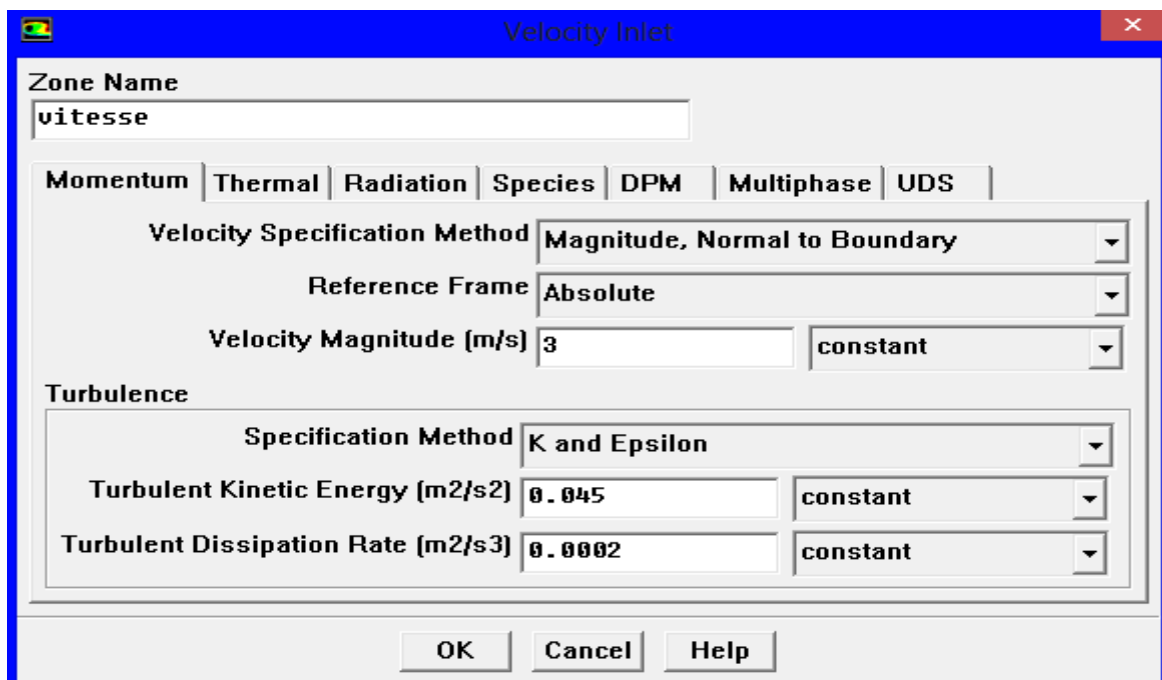 Velocity Inlet
Zone Name
vitesse
Momentum Thermal Radiation Species DPM Multiphase UDS
Velocity Specification Method Magnitude, Normal to Boundary
Reference Frame Absolute
Velocity Magnitude (m/s) 3 constant
Turbulence
Specification Method K and Epsilon
Turbulent Kinetic Energy (m2/s2) 0.045 constant
Turbulent Dissipation Rate (m2/s3) 0.0002 constant
OK Cancel Help